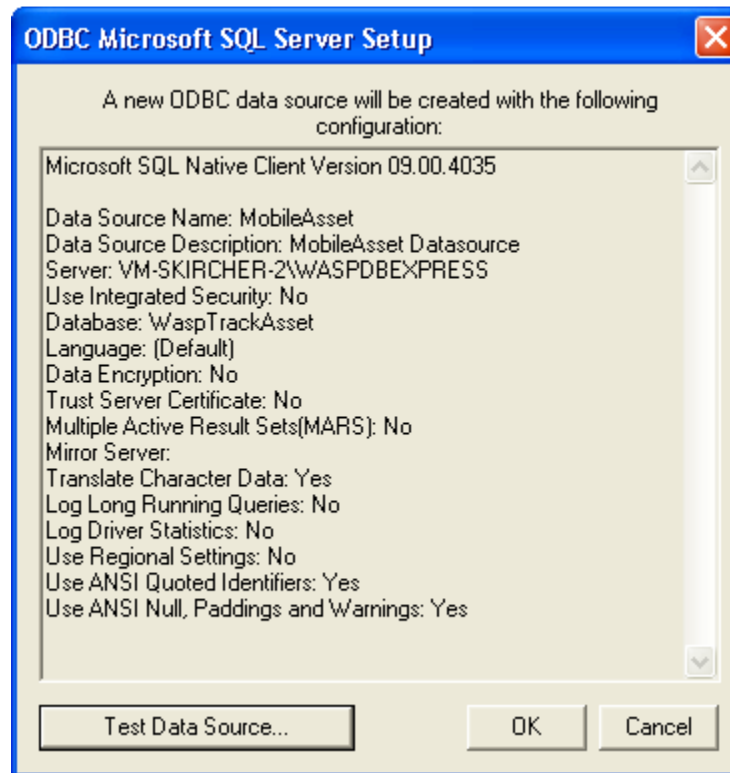 ODBC Microsoft SQL Server Setup
A new ODBC data source will be created with the following
configuration:
Microsoft SQL Native Client Version 09.00.4035
Data Source Name: MobileAsset
Data Source Description: MobileAsset Datasource
Server: VM-SKIRCHER-2\WASPDBEXPRESS
Use Integrated Security: No
Database: WaspTrackAsset
Language: (Default)
Data Encryption: No
Trust Server Certificate: No
Multiple Active Result Sets(MARS): No
Mirror Server:
Translate Character Data: Yes
Log Long Running Queries: No
Log Driver Statistics: No
Use Regional Settings: No
Use ANSI Quoted Identifiers: Yes
Use ANSI Null, Paddings and Warnings: Yes
Test Data Source...
OK
Cancel